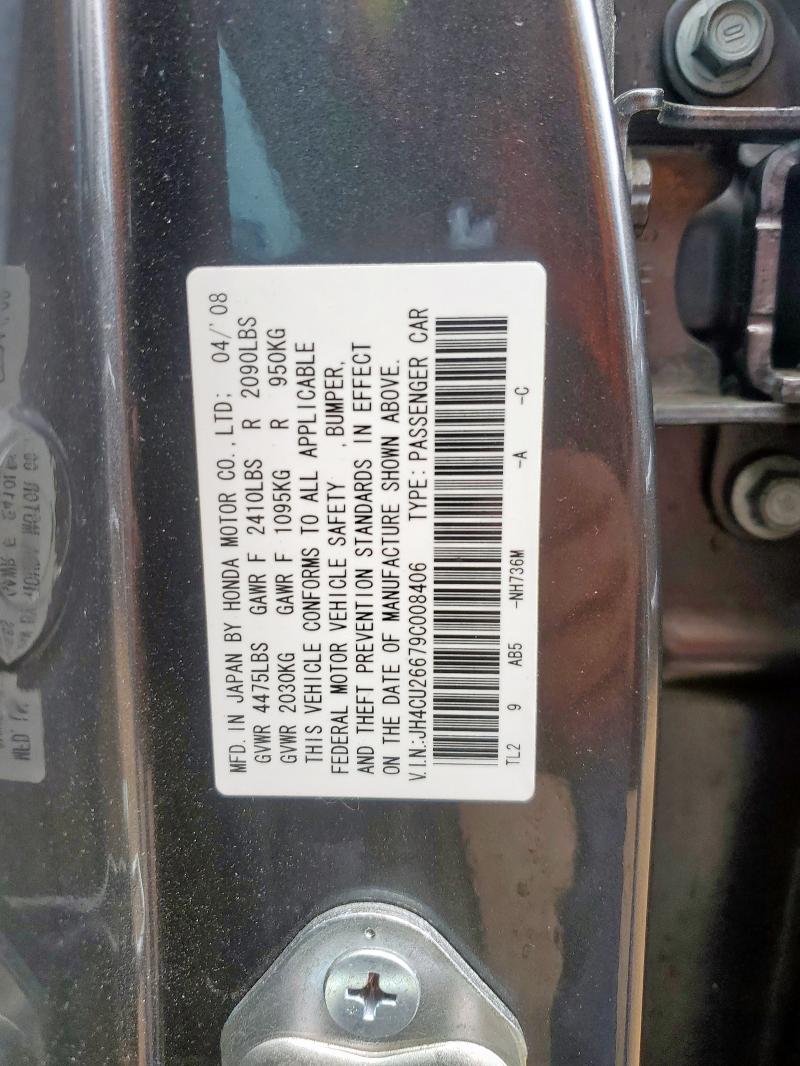 MFD. IN JAPAN BY HONDA MOTOR CO.,LTD; 04/'08
GVWR 4475LBS GAWR F 2410LBS R 2090LBS
GVWR 2030KG GAWR F 1095KG R 950KG
THIS VEHICLE CONFORMS TO ALL APPLICABLE
FEDERAL MOTOR VEHICLE SAFETY , BUMPER,
AND THEFT PREVENTION STANDARDS IN EFFECT
ON THE DATE OF MANUFACTURE SHOWN ABOVE.
V.I.N.:JH4CU26679C008406 TYPE: PASSENGER CAR
TL2 9 AB5 -NH736M -A -C
10